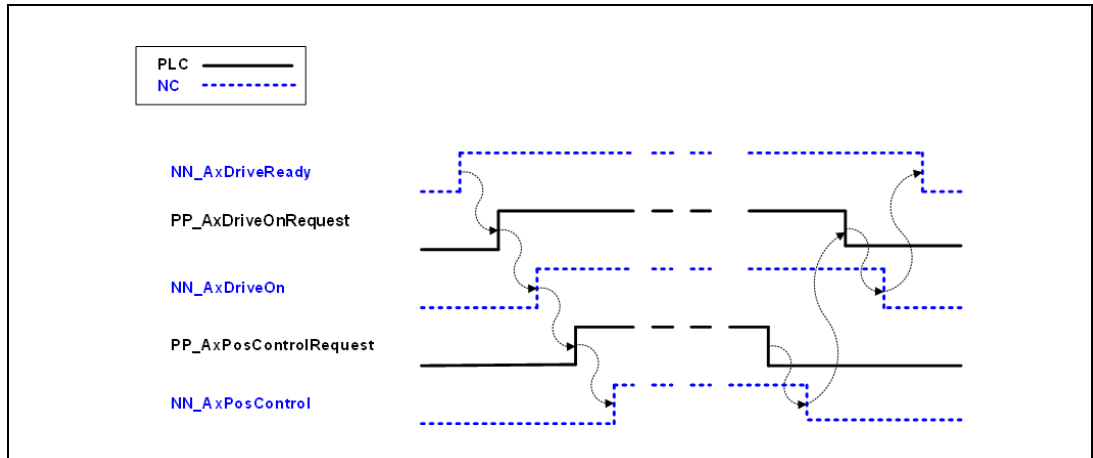 PLC
NC
NN_AxDriveReady
PP_AxDriveOnRequest
NN_AxDriveOn
PP_AxPosControlRequest
NN_AxPosControl